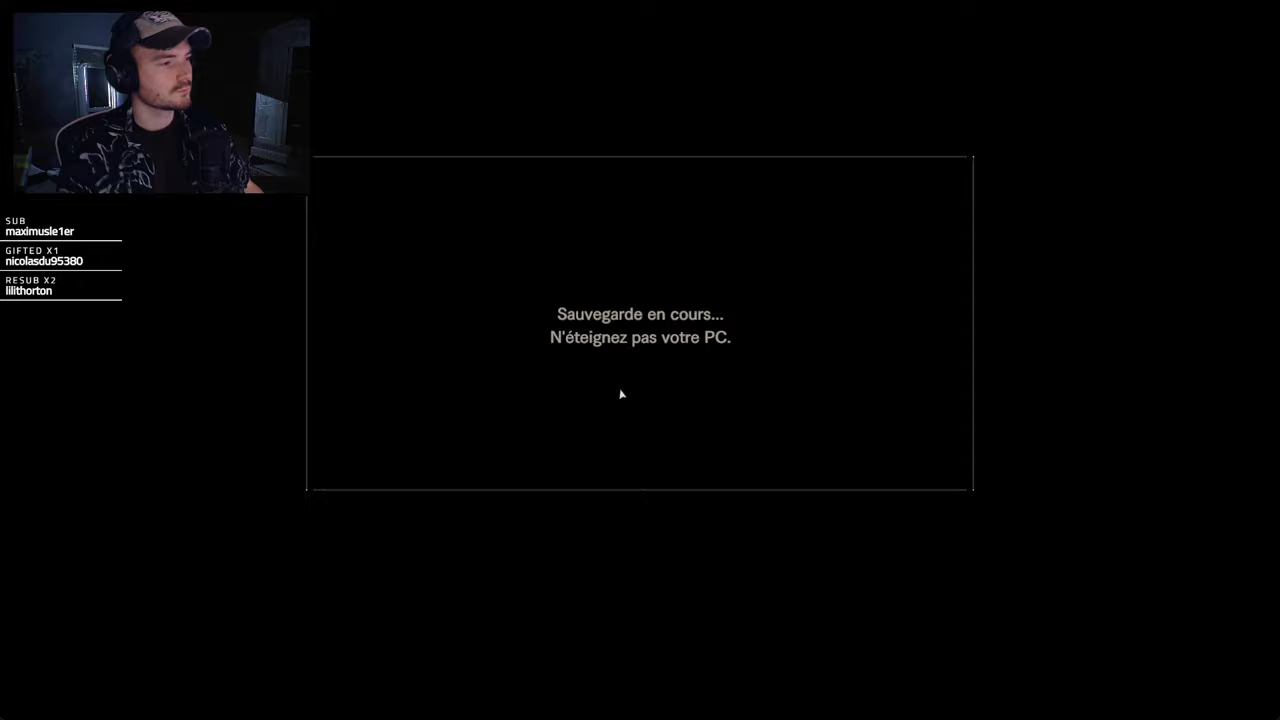 SUB
maximusle1er
GIFTED X1
nicolasdu95380
RESUB X2
lilithorton
Sauvegarde en cours...
N'éteignez pas votre PC.